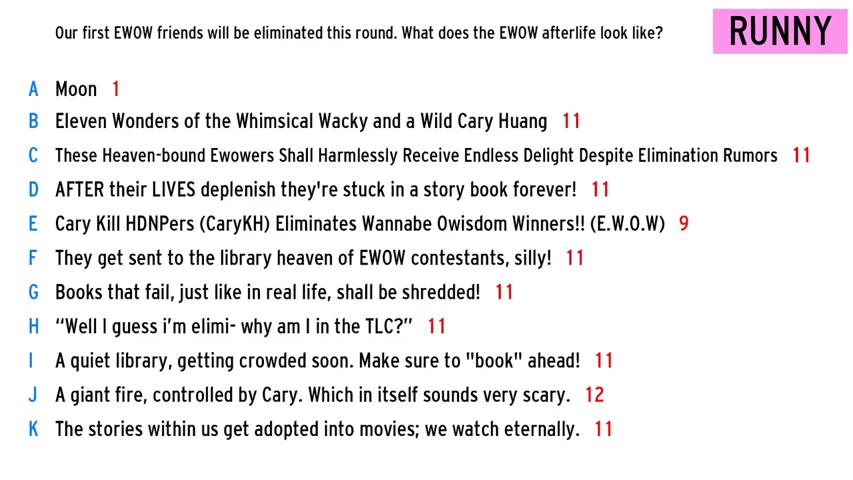 Our first EWOW friends will be eliminated this round. What does the EWOW afterlife look like?
RUNNY
A Moon 1
B Eleven Wonders of the Whimsical Wacky and a Wild Cary Huang 11
C These Heaven-bound Ewowers Shall Harmlessly Receive Endless Delight Despite Elimination Rumors 11
D AFTER their LIVES deplenish they're stuck in a story book forever! 11
E Cary Kill HDNPers (CaryKH) Eliminates Wannabe Owisdom Winners!! (E.W.O.W) 9
F They get sent to the library heaven of EWOW contestants, silly! 11
G Books that fail, just like in real life, shall be shredded! 11
H “Well I guess i’m elimi- why am I in the TLC?” 11
I A quiet library, getting crowded soon. Make sure to "book" ahead! 11
J A giant fire, controlled by Cary. Which in itself sounds very scary. 12
K The stories within us get adopted into movies; we watch eternally. 11